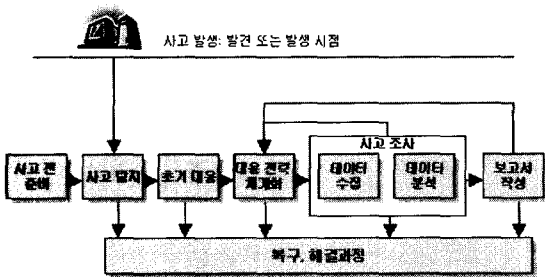 사고 발생: 발견 또는 발생 시점
사고 조사
사고 전
준비
사고 탐지
초기 대응
대응 전략
체계화
데이터
수집
데이터
분석
보고서
작성
복구, 해결과정